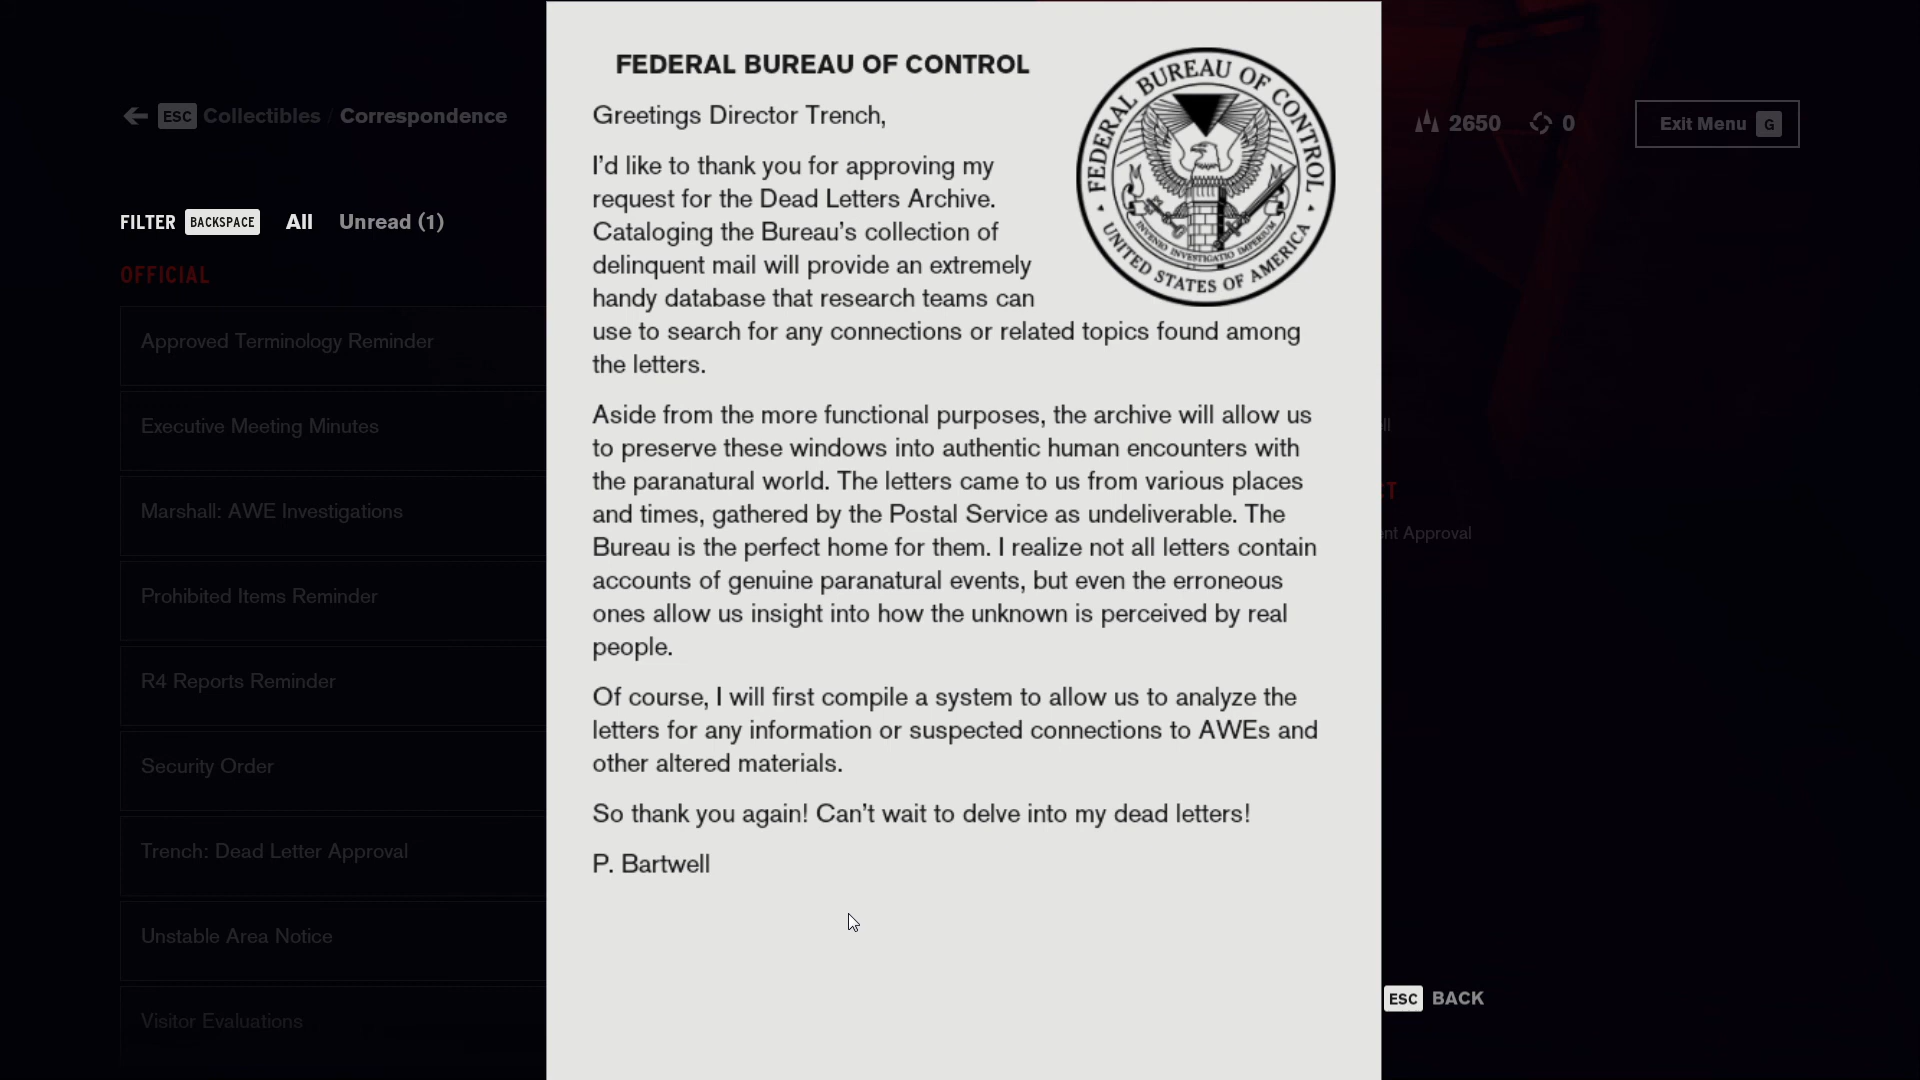 FEDERAL BUREAU OF CONTROL
Greetings Director Trench,
I'd like to thank you for approving my
request for the Dead Letters Archive.
Cataloging the Bureau's collection of
delinquent mail will provide an extremely
handy database that research teams can
use to search for any connections or related topics found among
the letters.
Aside from the more functional purposes, the archive will allow us
to preserve these windows into authentic human encounters with
the paranatural world. The letters came to us from various places
and times, gathered by the Postal Service as undeliverable. The
Bureau is the perfect home for them. I realize not all letters contain
accounts of genuine paranatural events, but even the erroneous
ones allow us insight into how the unknown is perceived by real
people.
Of course, I will first compile a system to allow us to analyze the
letters for any information or suspected connections to AWEs and
other altered materials.
So thank you again! Can't wait to delve into my dead letters!
P. Bartwell
FEDERAL BUREAU OF CONTROL
INVENIO INVESTIGATIO IMPERIUM
UNITED STATES OF AMERICA
ESC Collectibles / Correspondence
2650 0
Exit Menu G
FILTER BACKSPACE All Unread (1)
OFFICIAL
Approved Terminology Reminder
Executive Meeting Minutes
Marshall: AWE Investigations
Prohibited Items Reminder
R4 Reports Reminder
Security Order
Trench: Dead Letter Approval
Unstable Area Notice
Visitor Evaluations
Approval
ESC BACK